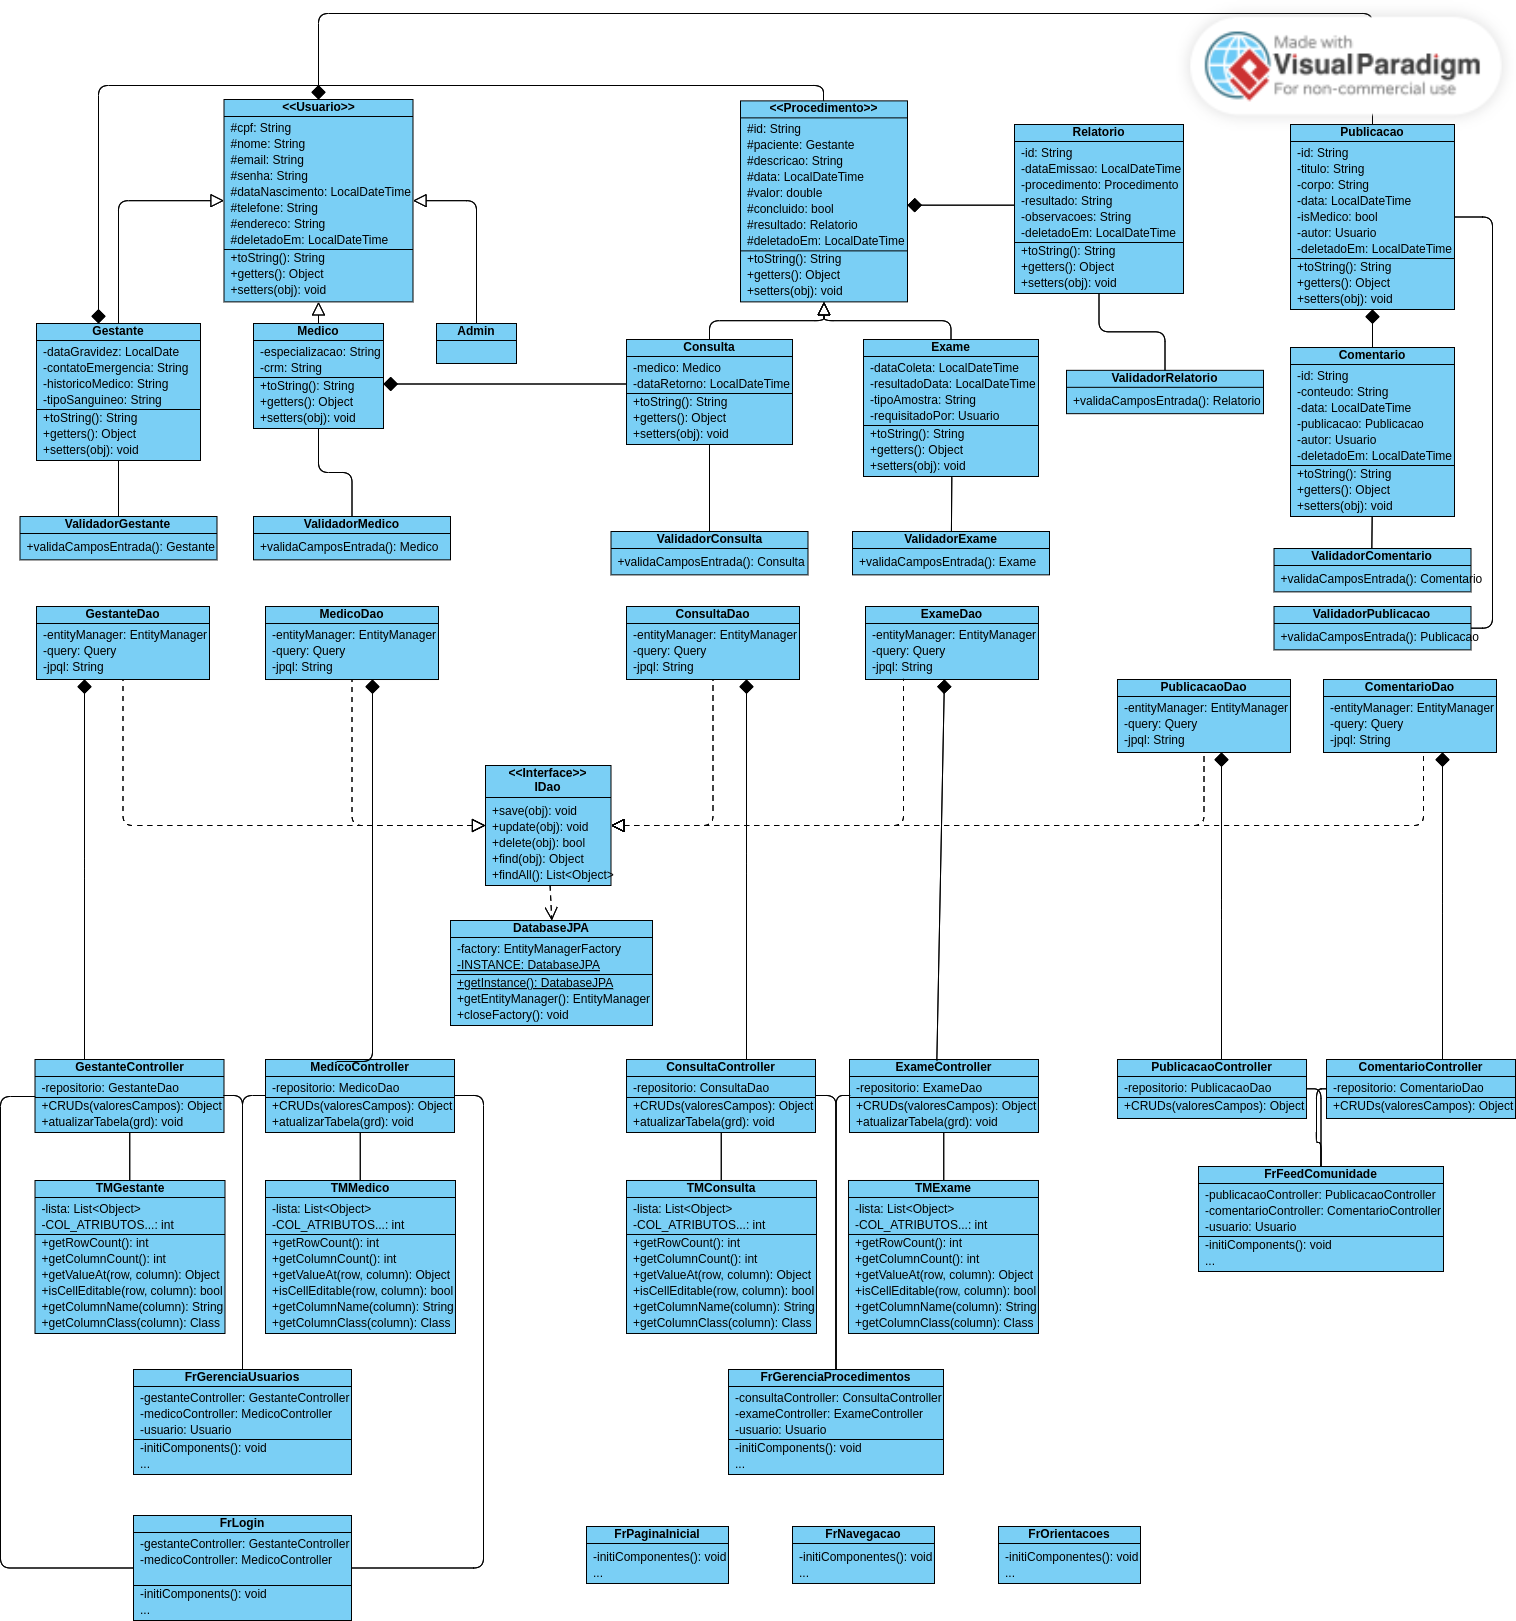 Made with
VisualParadigm
For non-commercial use
<<Usuario>>
#cpf: String
#nome: String
#email: String
#senha: String
#dataNascimento: LocalDateTime
#telefone: String
#endereco: String
#deletadoEm: LocalDateTime
+toString(): String
+getters(): Object
+setters(obj): void
<<Procedimento>>
#id: String
#paciente: Gestante
#descricao: String
#data: LocalDateTime
#valor: double
#concluido: bool
#resultado: Relatorio
#deletadoEm: LocalDateTime
+toString(): String
+getters(): Object
+setters(obj): void
Relatorio
-id: String
-dataEmissao: LocalDateTime
-procedimento: Procedimento
-resultado: String
-observacoes: String
-deletadoEm: LocalDateTime
+toString(): String
+getters(): Object
+setters(obj): void
Publicacao
-id: String
-titulo: String
-corpo: String
-data: LocalDateTime
-isMedico: bool
-autor: Usuario
-deletadoEm: LocalDateTime
+toString(): String
+getters(): Object
+setters(obj): void
Gestante
-dataGravidez: LocalDate
-contatoEmergencia: String
-historicoMedico: String
-tipoSanguineo: String
+toString(): String
+getters(): Object
+setters(obj): void
Medico
-especializacao: String
-crm: String
+toString(): String
+getters(): Object
+setters(obj): void
Admin
Consulta
-medico: Medico
-dataRetorno: LocalDateTime
+toString(): String
+getters(): Object
+setters(obj): void
Exame
-dataColeta: LocalDateTime
-resultadoData: LocalDateTime
-tipoAmostra: String
-requisitadoPor: Usuario
+toString(): String
+getters(): Object
+setters(obj): void
ValidadorRelatorio
+validaCamposEntrada(): Relatorio
Comentario
-id: String
-conteudo: String
-data: LocalDateTime
-publicacao: Publicacao
-autor: Usuario
-deletadoEm: LocalDateTime
+toString(): String
+getters(): Object
+setters(obj): void
ValidadorGestante
+validaCamposEntrada(): Gestante
ValidadorMedico
+validaCamposEntrada(): Medico
ValidadorConsulta
+validaCamposEntrada(): Consulta
ValidadorExame
+validaCamposEntrada(): Exame
ValidadorComentario
+validaCamposEntrada(): Comentario
ValidadorPublicacao
+validaCamposEntrada(): Publicacao
GestanteDao
-entityManager: EntityManager
-query: Query
-jpql: String
MedicoDao
-entityManager: EntityManager
-query: Query
-jpql: String
ConsultaDao
-entityManager: EntityManager
-query: Query
-jpql: String
ExameDao
-entityManager: EntityManager
-query: Query
-jpql: String
PublicacaoDao
-entityManager: EntityManager
-query: Query
-jpql: String
ComentarioDao
-entityManager: EntityManager
-query: Query
-jpql: String
<<Interface>>
IDao
+save(obj): void
+update(obj): void
+delete(obj): bool
+find(obj): Object
+findAll(): List<Object>
DatabaseJPA
-factory: EntityManagerFactory
-INSTANCE: DatabaseJPA
+getInstance(): DatabaseJPA
+getEntityManager(): EntityManager
+closeFactory(): void
GestanteController
-repositorio: GestanteDao
+CRUDs(valoresCampos): Object
+atualizarTabela(grd): void
MedicoController
-repositorio: MedicoDao
+CRUDs(valoresCampos): Object
+atualizarTabela(grd): void
ConsultaController
-repositorio: ConsultaDao
+CRUDs(valoresCampos): Object
+atualizarTabela(grd): void
ExameController
-repositorio: ExameDao
+CRUDs(valoresCampos): Object
+atualizarTabela(grd): void
PublicacaoController
-repositorio: PublicacaoDao
+CRUDs(valoresCampos): Object
ComentarioController
-repositorio: ComentarioDao
+CRUDs(valoresCampos): Object
TMGestante
-lista: List<Object>
-COL_ATRIBUTOS...: int
+getRowCount(): int
+getColumnCount(): int
+getValueAt(row, column): Object
+isCellEditable(row, column): bool
+getColumnName(column): String
+getColumnClass(column): Class
TMMedico
-lista: List<Object>
-COL_ATRIBUTOS...: int
+getRowCount(): int
+getColumnCount(): int
+getValueAt(row, column): Object
+isCellEditable(row, column): bool
+getColumnName(column): String
+getColumnClass(column): Class
TMConsulta
-lista: List<Object>
-COL_ATRIBUTOS...: int
+getRowCount(): int
+getColumnCount(): int
+getValueAt(row, column): Object
+isCellEditable(row, column): bool
+getColumnName(column): String
+getColumnClass(column): Class
TMExame
-lista: List<Object>
-COL_ATRIBUTOS...: int
+getRowCount(): int
+getColumnCount(): int
+getValueAt(row, column): Object
+isCellEditable(row, column): bool
+getColumnName(column): String
+getColumnClass(column): Class
FrFeedComunidade
-publicacaoController: PublicacaoController
-comentarioController: ComentarioController
-usuario: Usuario
-initiComponents(): void
...
FrGerenciaUsuarios
-gestanteController: GestanteController
-medicoController: MedicoController
-usuario: Usuario
-initiComponents(): void
...
FrGerenciaProcedimentos
-consultaController: ConsultaController
-exameController: ExameController
-usuario: Usuario
-initiComponents(): void
...
FrLogin
-gestanteController: GestanteController
-medicoController: MedicoController
-initiComponents(): void
...
FrPaginaInicial
-initiComponentes(): void
...
FrNavegacao
-initiComponentes(): void
...
FrOrientacoes
-initiComponentes(): void
...